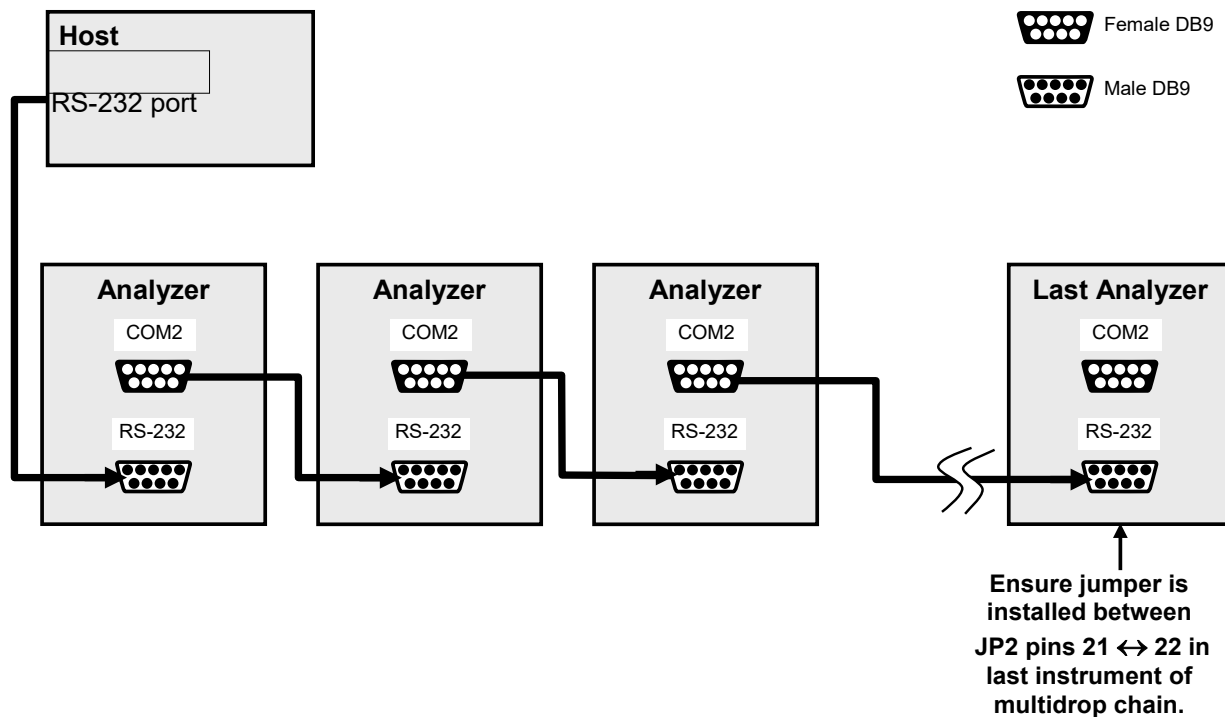 Host
RS-232 port
Female DB9
Male DB9
Analyzer
COM2
RS-232
Analyzer
COM2
RS-232
Analyzer
COM2
RS-232
Last Analyzer
COM2
RS-232
Ensure jumper is
installed between
JP2 pins 21 ↔ 22 in
last instrument of
multidrop chain.